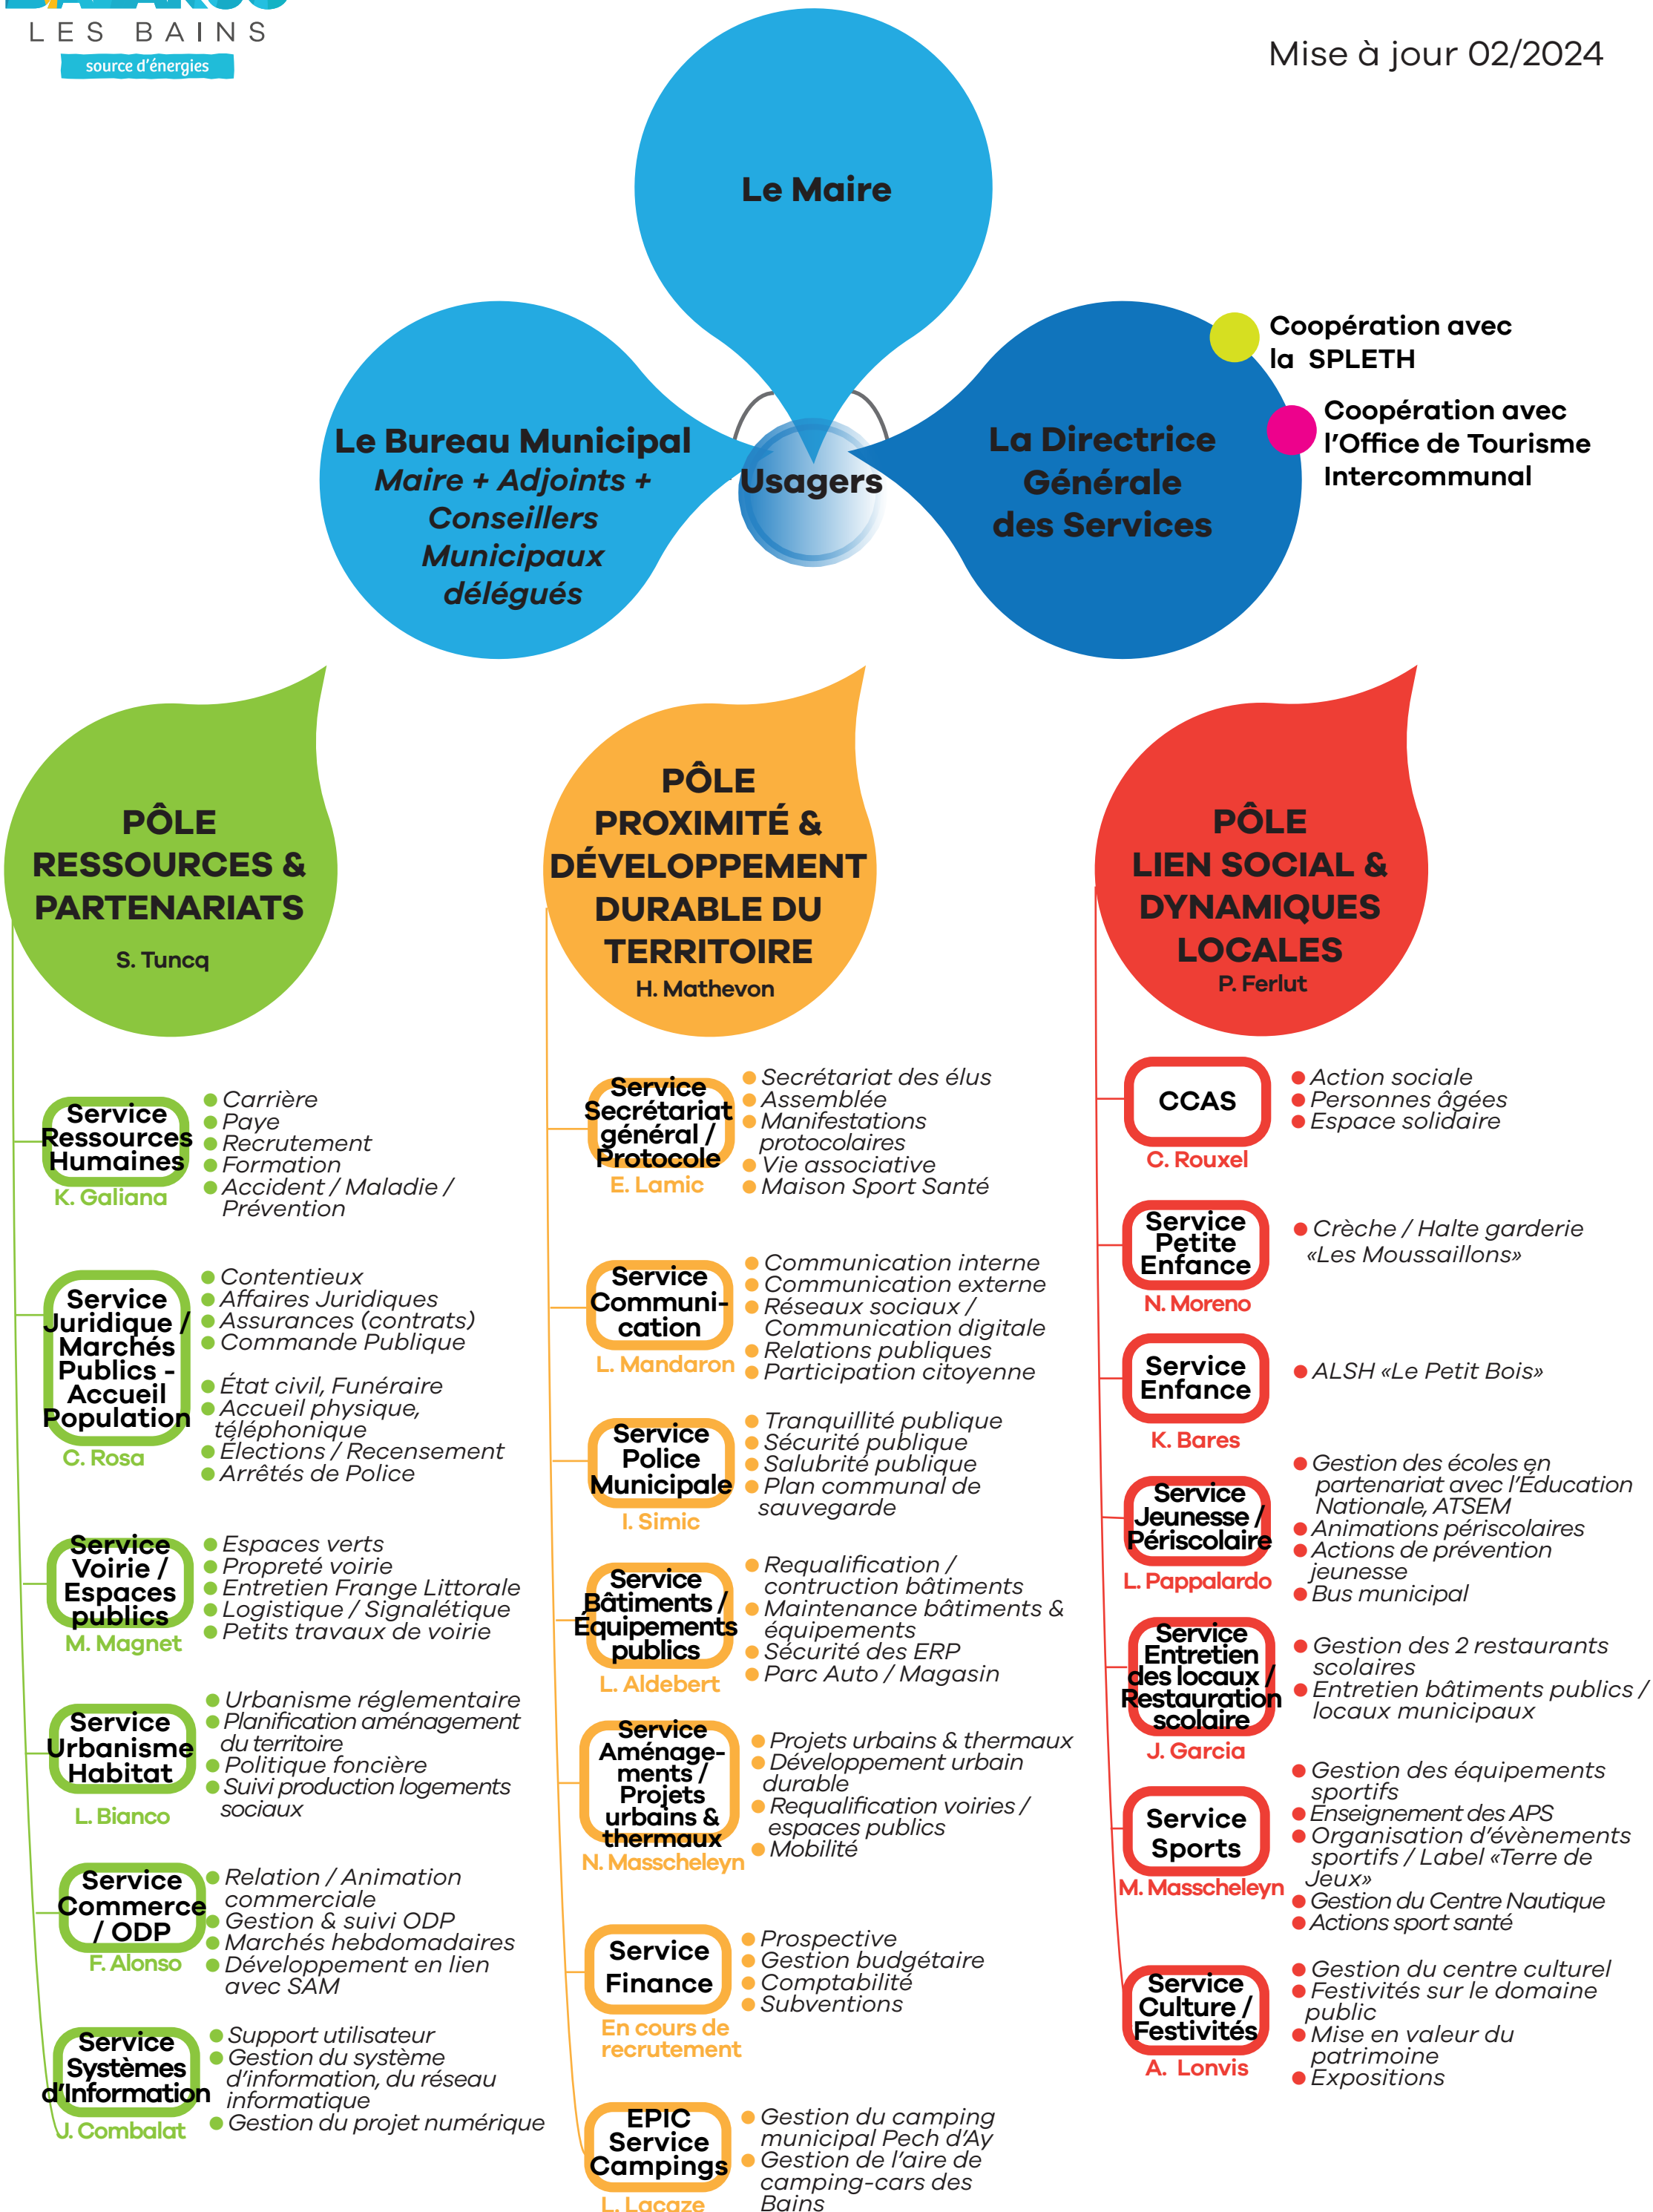 LES BAINS
source d'énergies
Mise à jour 02/2024
Le Maire
Le Bureau Municipal
Maire + Adjoints +
Conseillers
Municipaux
délégués
Usagers
La Directrice
Générale
des Services
Coopération avec
la SPLETH
Coopération avec
l'Office de Tourisme
Intercommunal
PÔLE
RESSOURCES &
PARTENARIATS
S. Tuncq
Service
Ressources
Humaines
K. Galiana
Carrière
Paye
Recrutement
Formation
Accident / Maladie /
Prévention
Service
Juridique /
Marchés
Publics -
Accueil
Population
C. Rosa
Contentieux
Affaires Juridiques
Assurances (contrats)
Commande Publique
État civil, Funéraire
Accueil physique,
téléphonique
Élections / Recensement
Arrêtés de Police
Service
Voirie /
Espaces
publics
M. Magnet
Espaces verts
Propreté voirie
Entretien Frange Littorale
Logistique / Signalétique
Petits travaux de voirie
Service
Urbanisme
Habitat
L. Bianco
Urbanisme réglementaire
Planification aménagement
du territoire
Politique foncière
Suivi production logements
sociaux
Service
Commerce
/ ODP
F. Alonso
Relation / Animation
commerciale
Gestion & suivi ODP
Marchés hebdomadaires
Développement en lien
avec SAM
Service
Systèmes
d'Information
J. Combalat
Support utilisateur
Gestion du système
d'information, du réseau
informatique
Gestion du projet numérique
PÔLE
PROXIMITÉ &
DÉVELOPPEMENT
DURABLE DU
TERRITOIRE
H. Mathevon
Service
Secrétariat
général /
Protocole
E. Lamic
Secrétariat des élus
Assemblée
Manifestations
protocolaires
Vie associative
Maison Sport Santé
Service
Communi-
cation
L. Mandaron
Communication interne
Communication externe
Réseaux sociaux /
Communication digitale
Relations publiques
Participation citoyenne
Service
Police
Municipale
I. Simic
Tranquillité publique
Sécurité publique
Salubrité publique
Plan communal de
sauvegarde
Service
Bâtiments /
Équipements
publics
L. Aldebert
Requalification /
contruction bâtiments
Maintenance bâtiments &
équipements
Sécurité des ERP
Parc Auto / Magasin
Service
Aménage-
ments /
Projets
urbains &
thermaux
N. Masscheleyn
Projets urbains & thermaux
Développement urbain
durable
Requalification voiries /
espaces publics
Mobilité
Service
Finance
En cours de
recrutement
Prospective
Gestion budgétaire
Comptabilité
Subventions
EPIC
Service
Campings
L. Lacaze
Gestion du camping
municipal Pech d'Ay
Gestion de l'aire de
camping-cars des
Bains
PÔLE
LIEN SOCIAL &
DYNAMIQUES
LOCALES
P. Ferlut
CCAS
C. Rouxel
Action sociale
Personnes âgées
Espace solidaire
Service
Petite
Enfance
N. Moreno
Crèche / Halte garderie
«Les Moussaillons»
Service
Enfance
K. Bares
ALSH «Le Petit Bois»
Service
Jeunesse /
Périscolaire
L. Pappalardo
Gestion des écoles en
partenariat avec l'Éducation
Nationale, ATSEM
Animations périscolaires
Actions de prévention
jeunesse
Bus municipal
Service
Entretien
des locaux /
Restauration
scolaire
J. Garcia
Gestion des 2 restaurants
scolaires
Entretien bâtiments publics /
locaux municipaux
Service
Sports
M. Masscheleyn
Gestion des équipements
sportifs
Enseignement des APS
Organisation d'évènements
sportifs / Label «Terre de
Jeux»
Gestion du Centre Nautique
Actions sport santé
Service
Culture /
Festivités
A. Lonvis
Gestion du centre culturel
Festivités sur le domaine
public
Mise en valeur du
patrimoine
Expositions